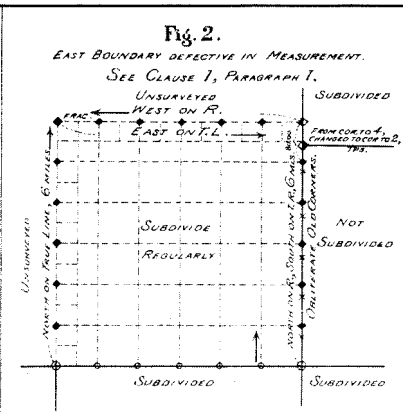 Fig. 2.
EAST BOUNDARY DEFECTIVE IN MEASUREMENT.
SEE CLAUSE 1, PARAGRAPH 1.
UNSURVEYED
SUBDIVIDED
WEST ON R.
FRAC.
EAST ON T.L.
FROM COR. TO 4,
CHANGED TO COR. TO 2,
TPS.
UNSURVEYED
NORTH ON TRUE LINE, 6 MILES
SUBDIVIDE
REGULARLY
NORTH ON R., SOUTH ON T.R., 6 MLS.
OBLITERATE OLD CORNERS.
NOT
SUBDIVIDED
SUBDIVIDED
SUBDIVIDED